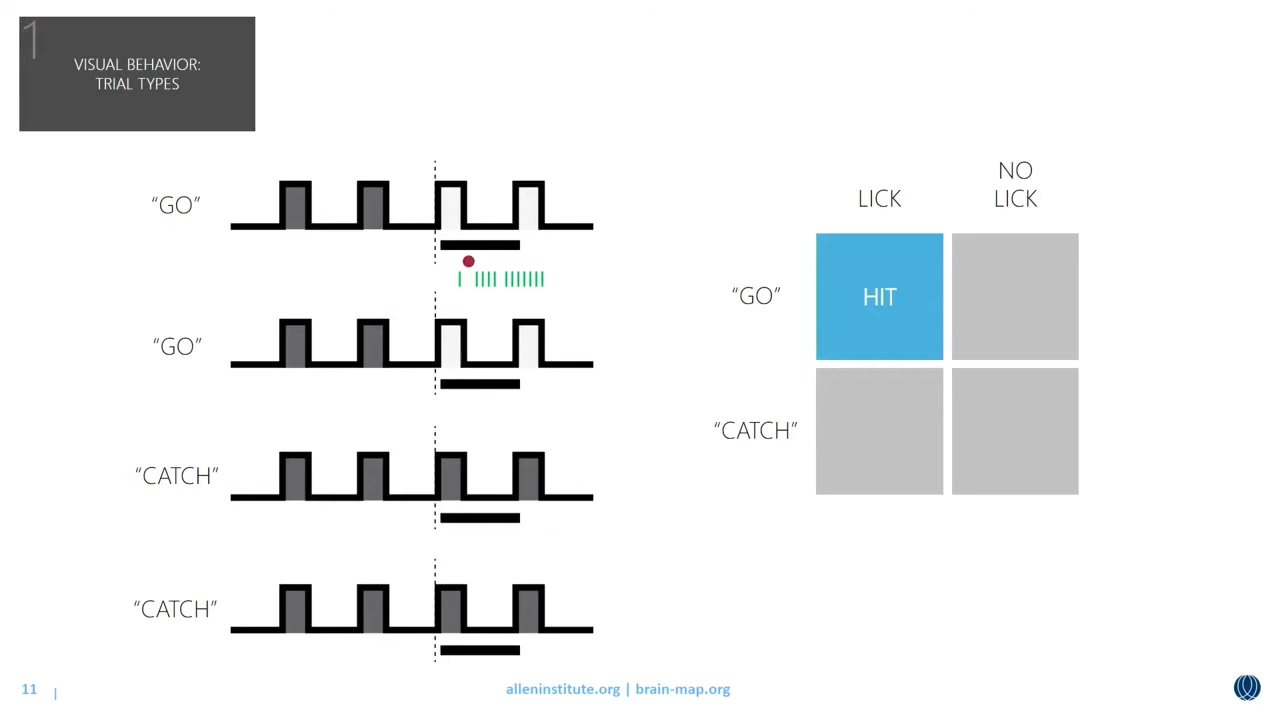 1
VISUAL BEHAVIOR:
TRIAL TYPES
“GO”
“GO”
“CATCH”
“CATCH”
LICK
NO
LICK
“GO”
HIT
“CATCH”
11 |
alleninstitute.org | brain-map.org